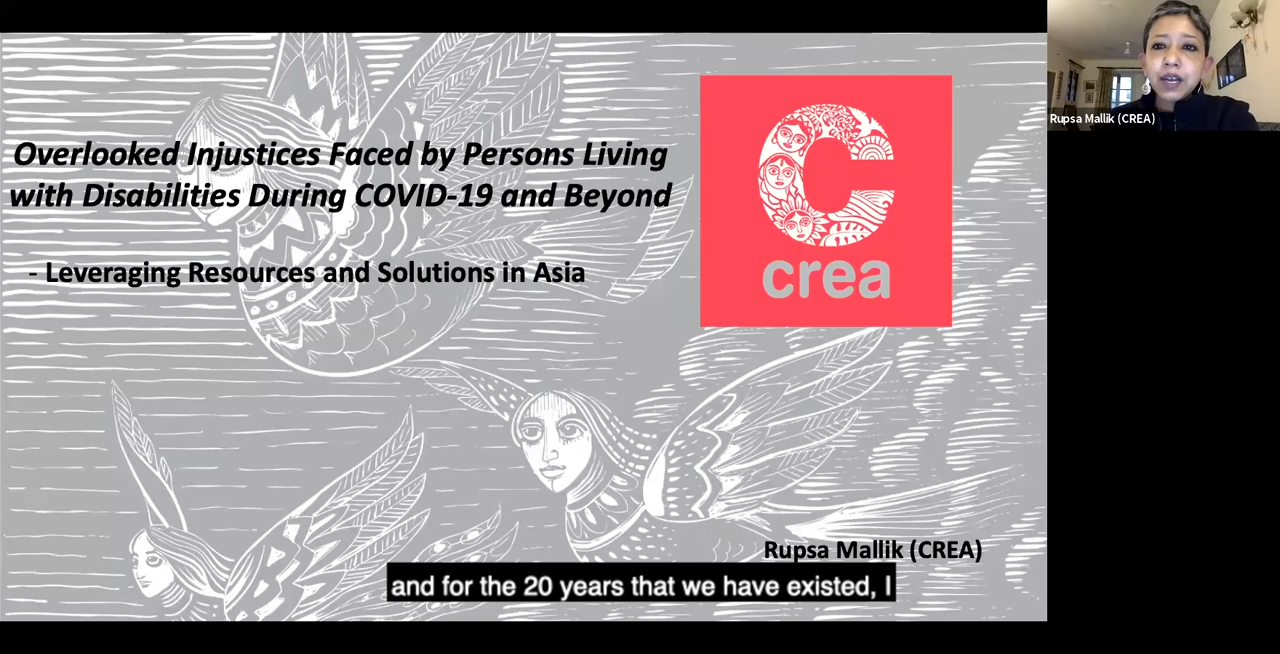 Rupsa Mallik (CREA)
Overlooked Injustices Faced by Persons Living
with Disabilities During COVID-19 and Beyond
- Leveraging Resources and Solutions in Asia
crea
Rupsa Mallik (CREA)
and for the 20 years that we have existed, I